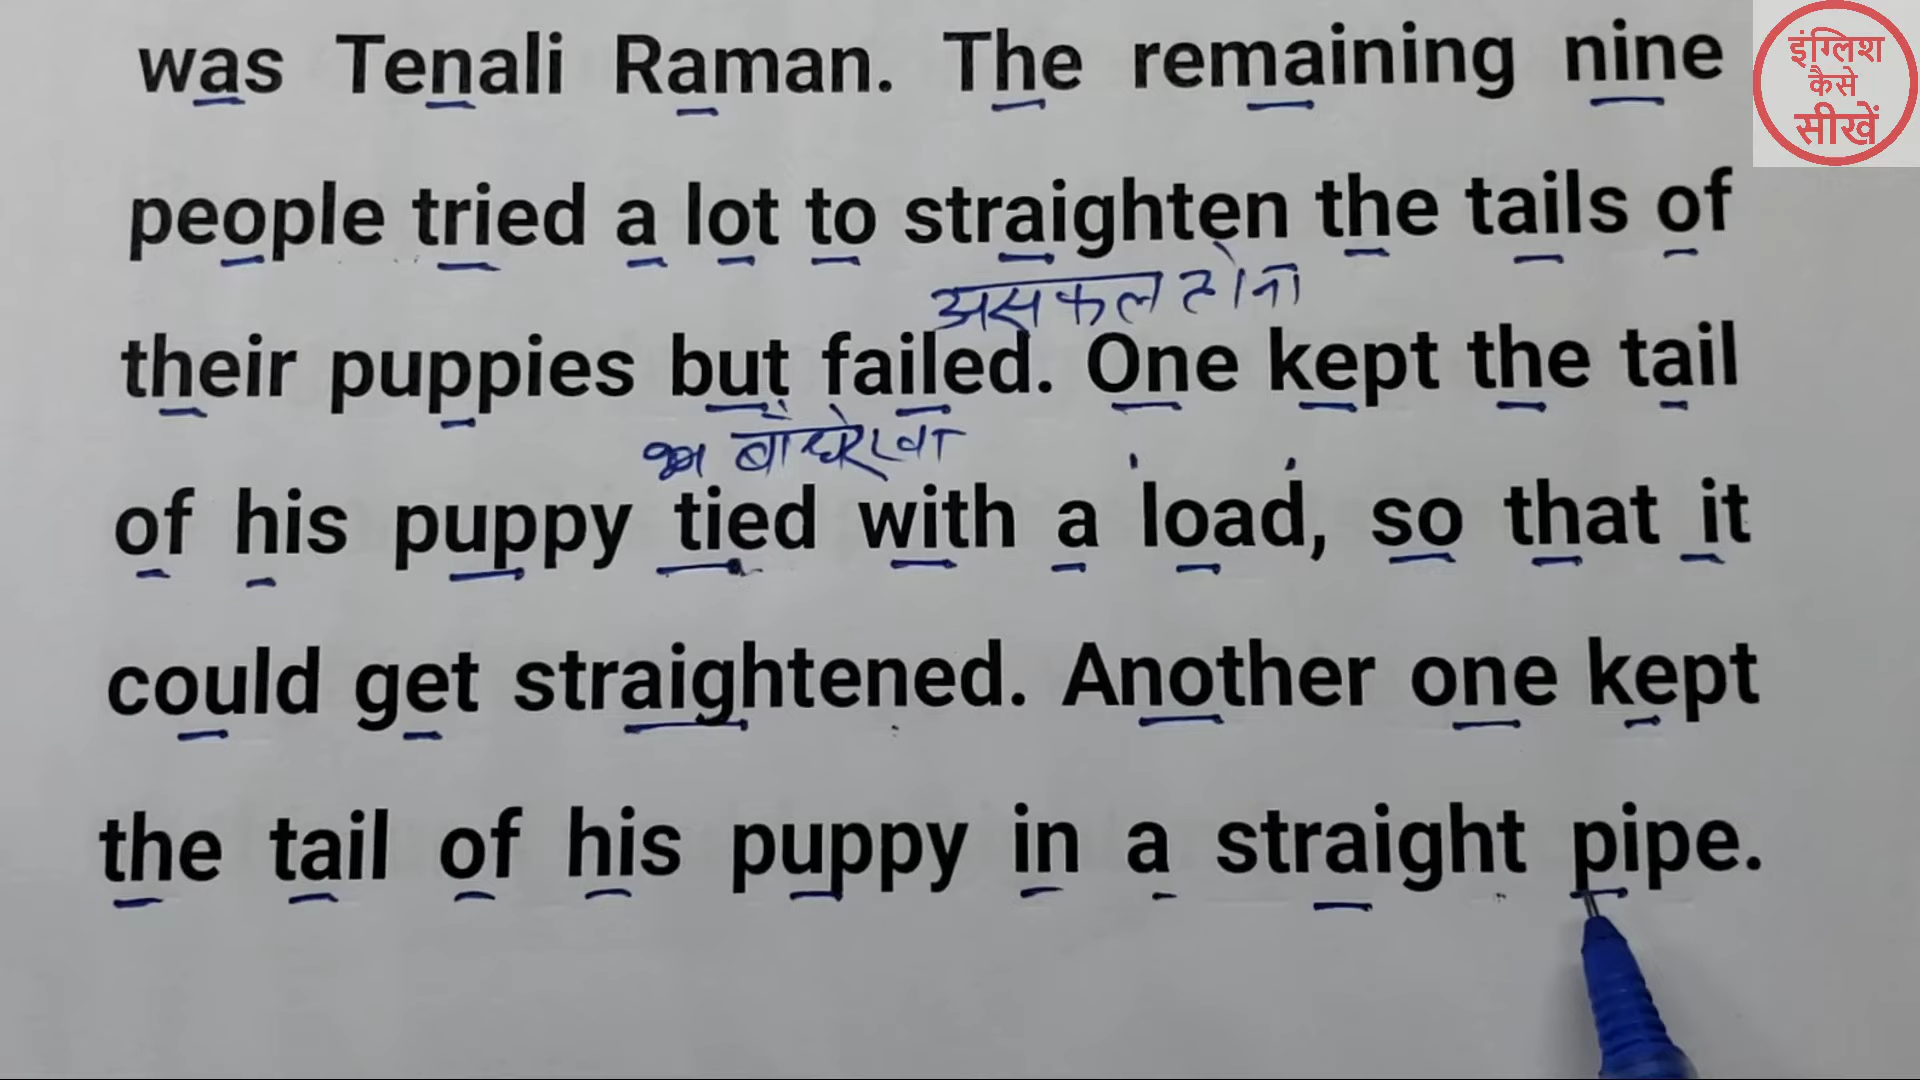 was Tenali Raman. The remaining nine
इंग्लिश
कैसे
सीखें
people tried a lot to straighten the tails of
असफल होना
their puppies but failed. One kept the tail
बाँधे रखा
of his puppy tied with a load, so that it
could get straightened. Another one kept
the tail of his puppy in a straight pipe.